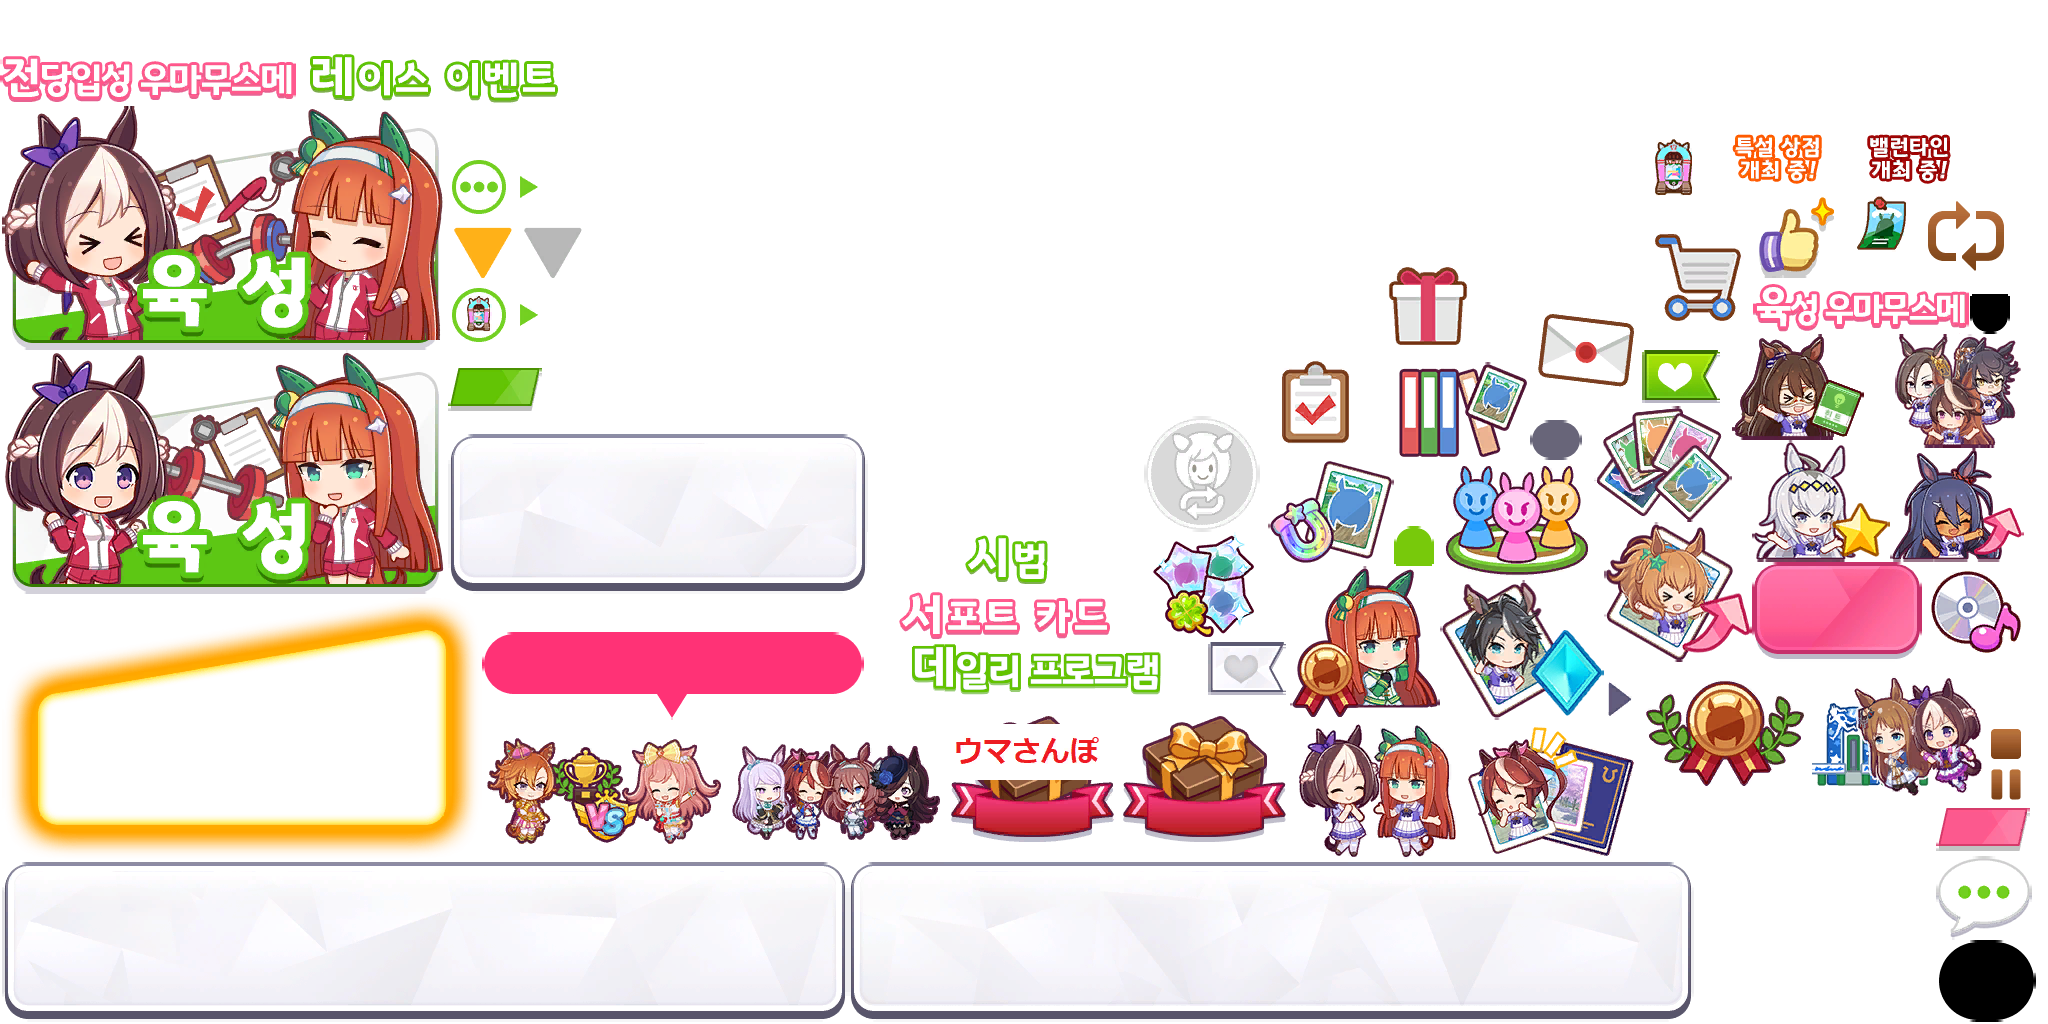 전당입성 우마무스메
레이스 이벤트
특설 상점
개최 중!
밸런타인
개최 중!
육성
육성 우마무스메
육성
시범
서포트 카드
데일리 프로그램
ウマさんぽ
VS